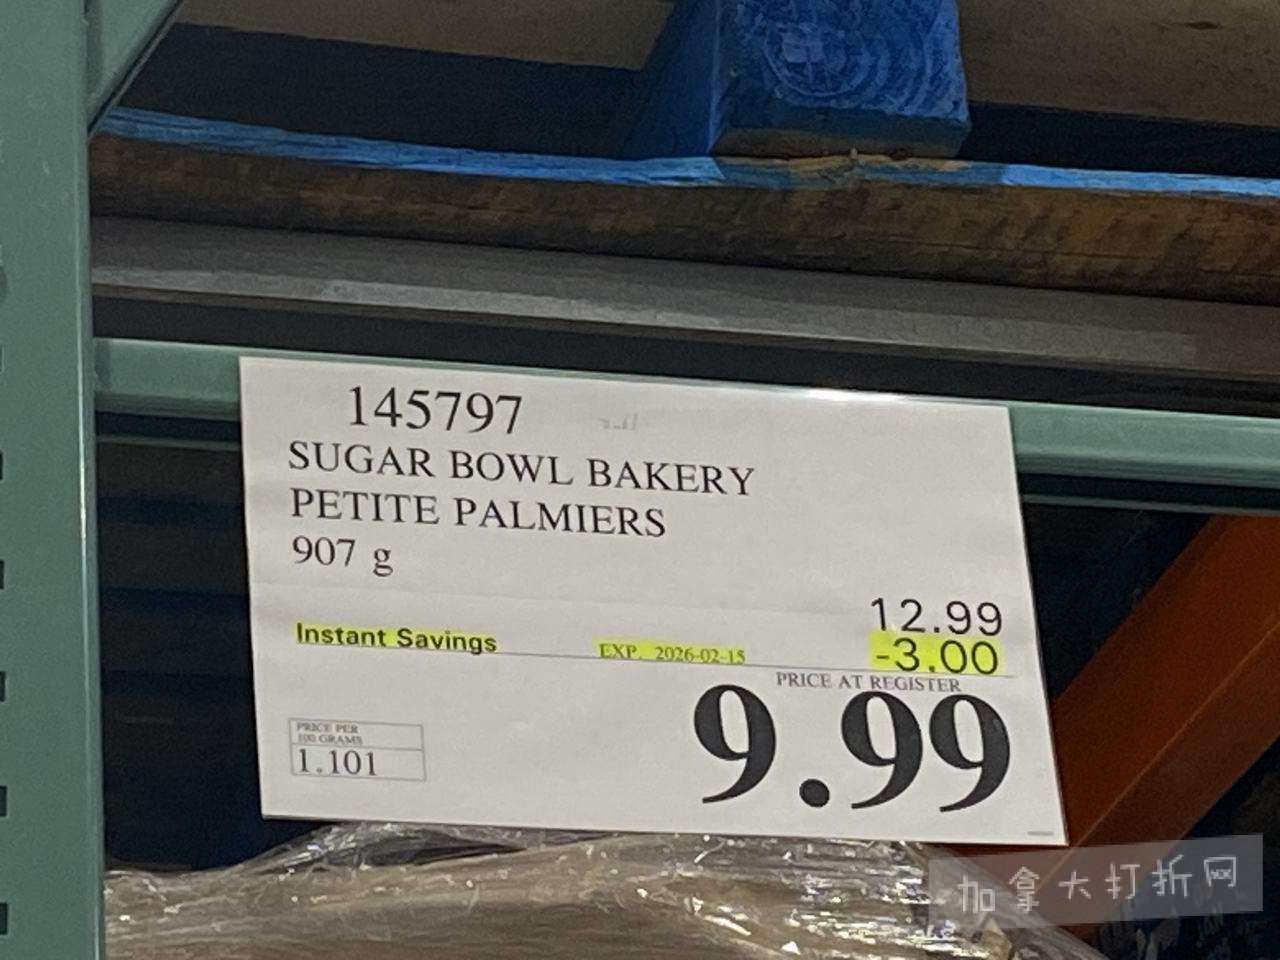 145797
SUGAR BOWL BAKERY
PETITE PALMIERS
907 g
12.99
Instant Savings EXP. 2026-02-15 -3.00
PRICE AT REGISTER
9.99
PRICE PER
100 GRAMS
1.101
加拿大打折网